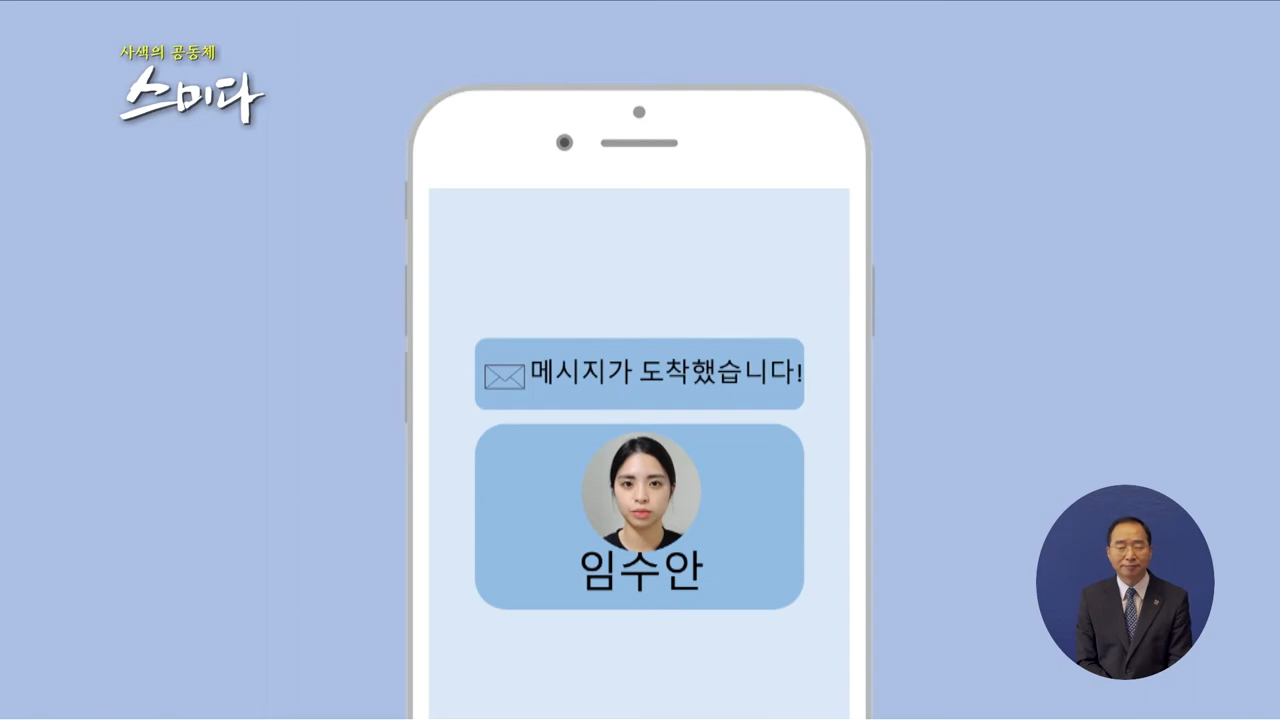 사색의 공동체
스미다
메시지가 도착했습니다!
임수안